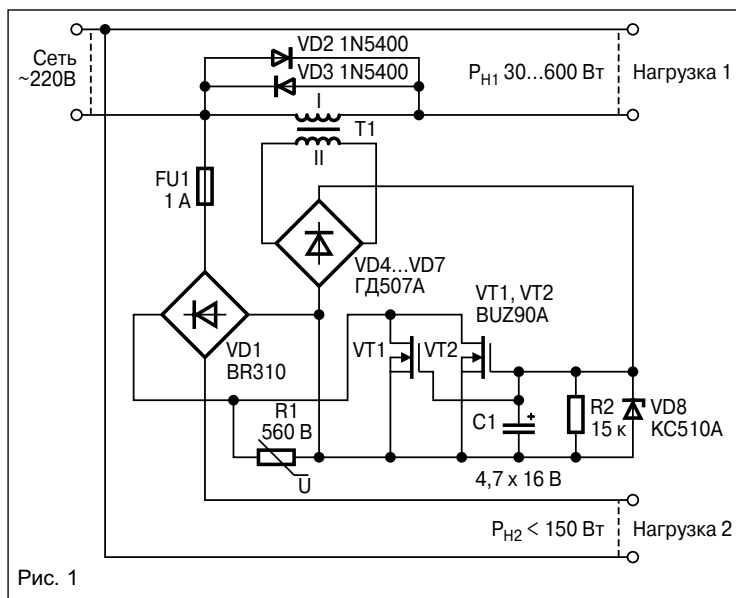 VD2 1N5400
Сеть
~220В
VD3 1N5400
P_H1 30...600 Вт
Нагрузка 1
I
T1
II
FU1
1 А
VD4...VD7
ГД507А
VT1, VT2
BUZ90A
VT1
VT2
VD1
BR310
R1
560 В
U
C1
+
R2
15 к
VD8
КС510А
4,7 x 16 В
P_H2 < 150 Вт
Нагрузка 2
Рис. 1